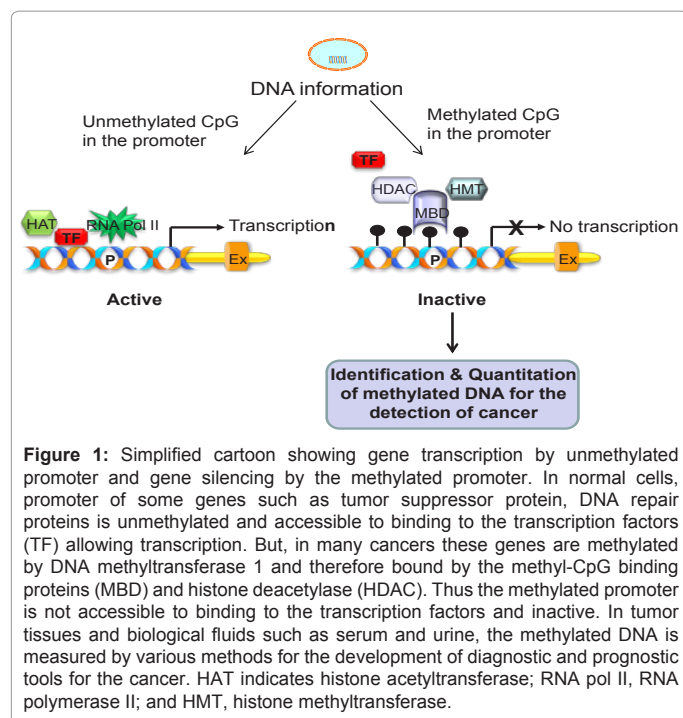 DNA information
Unmethylated CpG
in the promoter
Methylated CpG
in the promoter
TF
HDAC
HMT
MBD
HAT
TF
RNA Pol II
Transcription
X
No transcription
P
Ex
P
Ex
Active
Inactive
Identification & Quantitation
of methylated DNA for the
detection of cancer
Figure 1: Simplified cartoon showing gene transcription by unmethylated
promoter and gene silencing by the methylated promoter. In normal cells,
promoter of some genes such as tumor suppressor protein, DNA repair
proteins is unmethylated and accessible to binding to the transcription factors
(TF) allowing transcription. But, in many cancers these genes are methylated
by DNA methyltransferase 1 and therefore bound by the methyl-CpG binding
proteins (MBD) and histone deacetylase (HDAC). Thus the methylated promoter
is not accessible to binding to the transcription factors and inactive. In tumor
tissues and biological fluids such as serum and urine, the methylated DNA is
measured by various methods for the development of diagnostic and prognostic
tools for the cancer. HAT indicates histone acetyltransferase; RNA pol II, RNA
polymerase II; and HMT, histone methyltransferase.